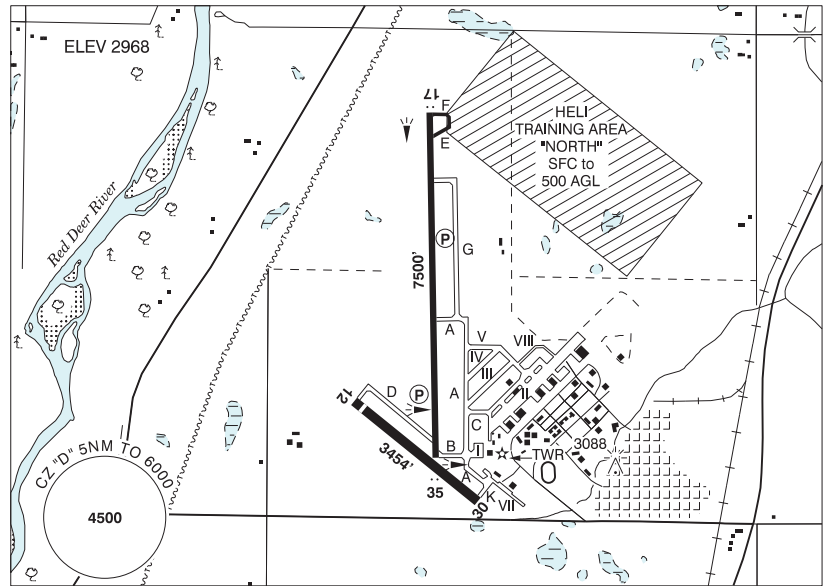 ELEV 2968
Red Deer River
17
F
E
HELI
TRAINING AREA
"NORTH"
SFC to
500 AGL
P
G
7500'
A
V
VIII
IV
III
II
A
12
D
P
C
B
I
TWR
3088
3454'
35
A
30
K
VII
CZ "D" 5NM TO 6000
4500